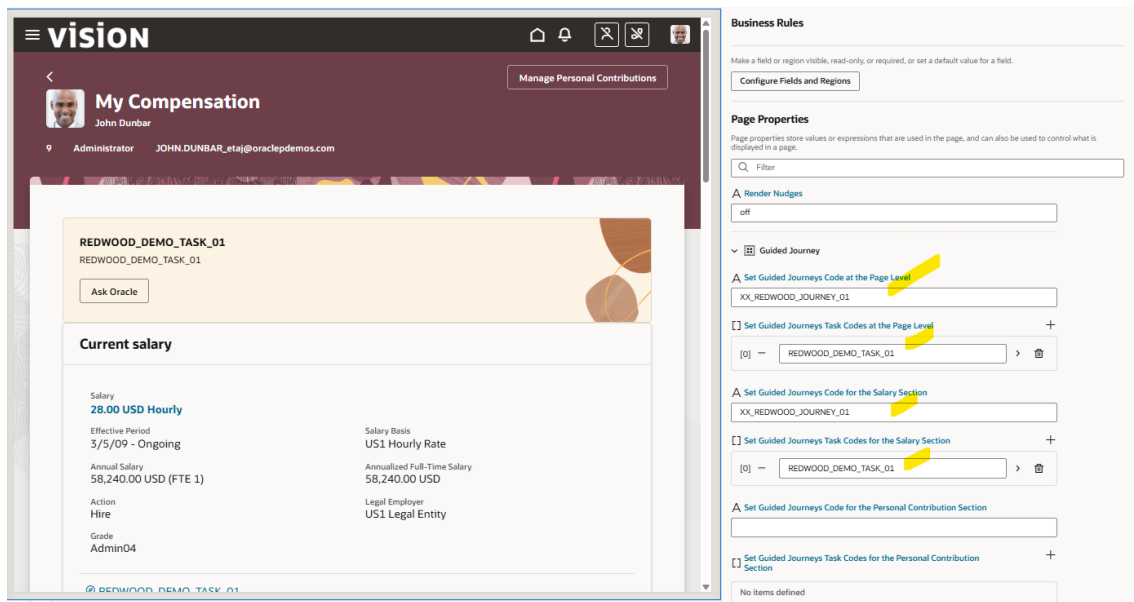 vision
Manage Personal Contributions
My Compensation
John Dunbar
9 Administrator JOHN.DUNBAR_etaj@oraclepdemos.com
REDWOOD_DEMO_TASK_01
REDWOOD_DEMO_TASK_01
Ask Oracle
Current salary
Salary
28.00 USD Hourly
Effective Period
3/5/09 - Ongoing
Salary Basis
US1 Hourly Rate
Annual Salary
58,240.00 USD (FTE 1)
Annualized Full-Time Salary
58,240.00 USD
Action
Hire
Legal Employer
US1 Legal Entity
Grade
Admin04
REDWOOD_DEMO_TASK_01
Business Rules
Make a field or region visible, read-only, or required, or set a default value for a field.
Configure Fields and Regions
Page Properties
Page properties store values or expressions that are used in the page, and can also be used to control what is
displayed in a page.
Filter
A Render Nudges
off
Guided Journey
A Set Guided Journeys Code at the Page Level
XX_REDWOOD_JOURNEY_01
[] Set Guided Journeys Task Codes at the Page Level
[0] REDWOOD_DEMO_TASK_01
A Set Guided Journeys Code for the Salary Section
XX_REDWOOD_JOURNEY_01
[] Set Guided Journeys Task Codes for the Salary Section
[0] REDWOOD_DEMO_TASK_01
A Set Guided Journeys Code for the Personal Contribution Section
[] Set Guided Journeys Task Codes for the Personal Contribution
Section
No items defined